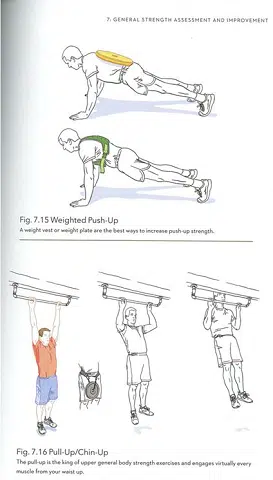 7: GENERAL STRENGTH ASSESSMENT AND IMPROVEMENT
Fig. 7.15 Weighted Push-Up
A weight vest or weight plate are the best ways to increase push-up strength.
Fig. 7.16 Pull-Up/Chin-Up
The pull-up is the king of upper general body strength exercises and engages virtually every
muscle from your waist up.